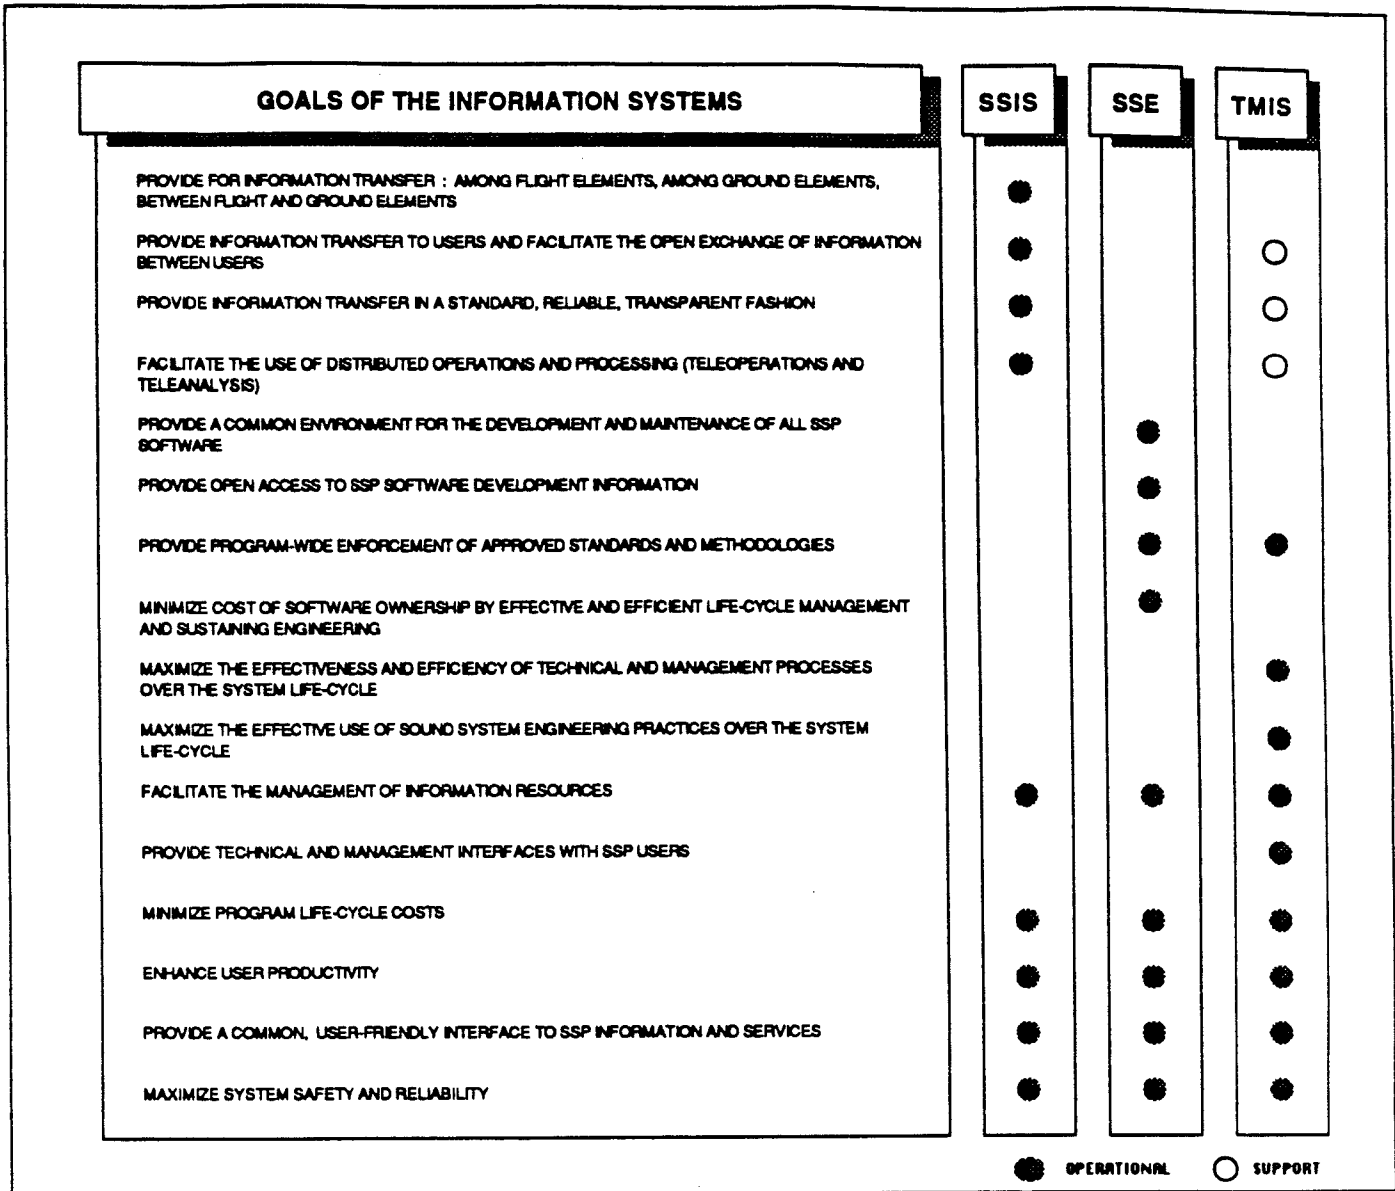 GOALS OF THE INFORMATION SYSTEMS
SSIS
SSE
TMIS
PROVIDE FOR INFORMATION TRANSFER : AMONG FLIGHT ELEMENTS, AMONG GROUND ELEMENTS,
BETWEEN FLIGHT AND GROUND ELEMENTS
PROVIDE INFORMATION TRANSFER TO USERS AND FACILITATE THE OPEN EXCHANGE OF INFORMATION
BETWEEN USERS
PROVIDE INFORMATION TRANSFER IN A STANDARD, RELIABLE, TRANSPARENT FASHION
FACILITATE THE USE OF DISTRIBUTED OPERATIONS AND PROCESSING (TELEOPERATIONS AND
TELEANALYSIS)
PROVIDE A COMMON ENVIRONMENT FOR THE DEVELOPMENT AND MAINTENANCE OF ALL SSP
SOFTWARE
PROVIDE OPEN ACCESS TO SSP SOFTWARE DEVELOPMENT INFORMATION
PROVIDE PROGRAM-WIDE ENFORCEMENT OF APPROVED STANDARDS AND METHODOLOGIES
MINIMIZE COST OF SOFTWARE OWNERSHIP BY EFFECTIVE AND EFFICIENT LIFE-CYCLE MANAGEMENT
AND SUSTAINING ENGINEERING
MAXIMIZE THE EFFECTIVENESS AND EFFICIENCY OF TECHNICAL AND MANAGEMENT PROCESSES
OVER THE SYSTEM LIFE-CYCLE
MAXIMIZE THE EFFECTIVE USE OF SOUND SYSTEM ENGINEERING PRACTICES OVER THE SYSTEM
LIFE-CYCLE
FACILITATE THE MANAGEMENT OF INFORMATION RESOURCES
PROVIDE TECHNICAL AND MANAGEMENT INTERFACES WITH SSP USERS
MINIMIZE PROGRAM LIFE-CYCLE COSTS
ENHANCE USER PRODUCTIVITY
PROVIDE A COMMON, USER-FRIENDLY INTERFACE TO SSP INFORMATION AND SERVICES
MAXIMIZE SYSTEM SAFETY AND RELIABILITY
OPERATIONAL
SUPPORT